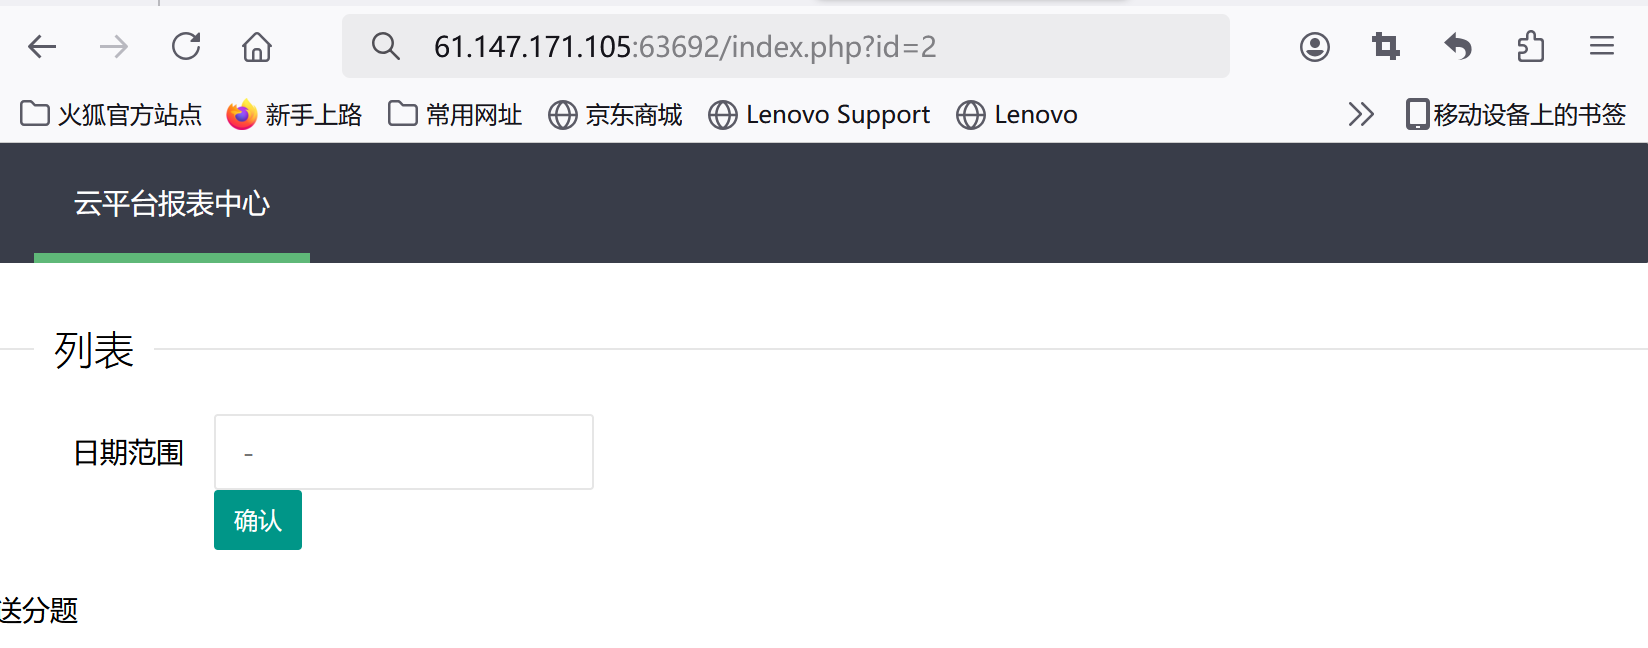 61.147.171.105:63692/index.php?id=2
火狐官方站点 新手上路 常用网址 京东商城 Lenovo Support Lenovo 移动设备上的书签
云平台报表中心
列表
日期范围 -
确认
送分题